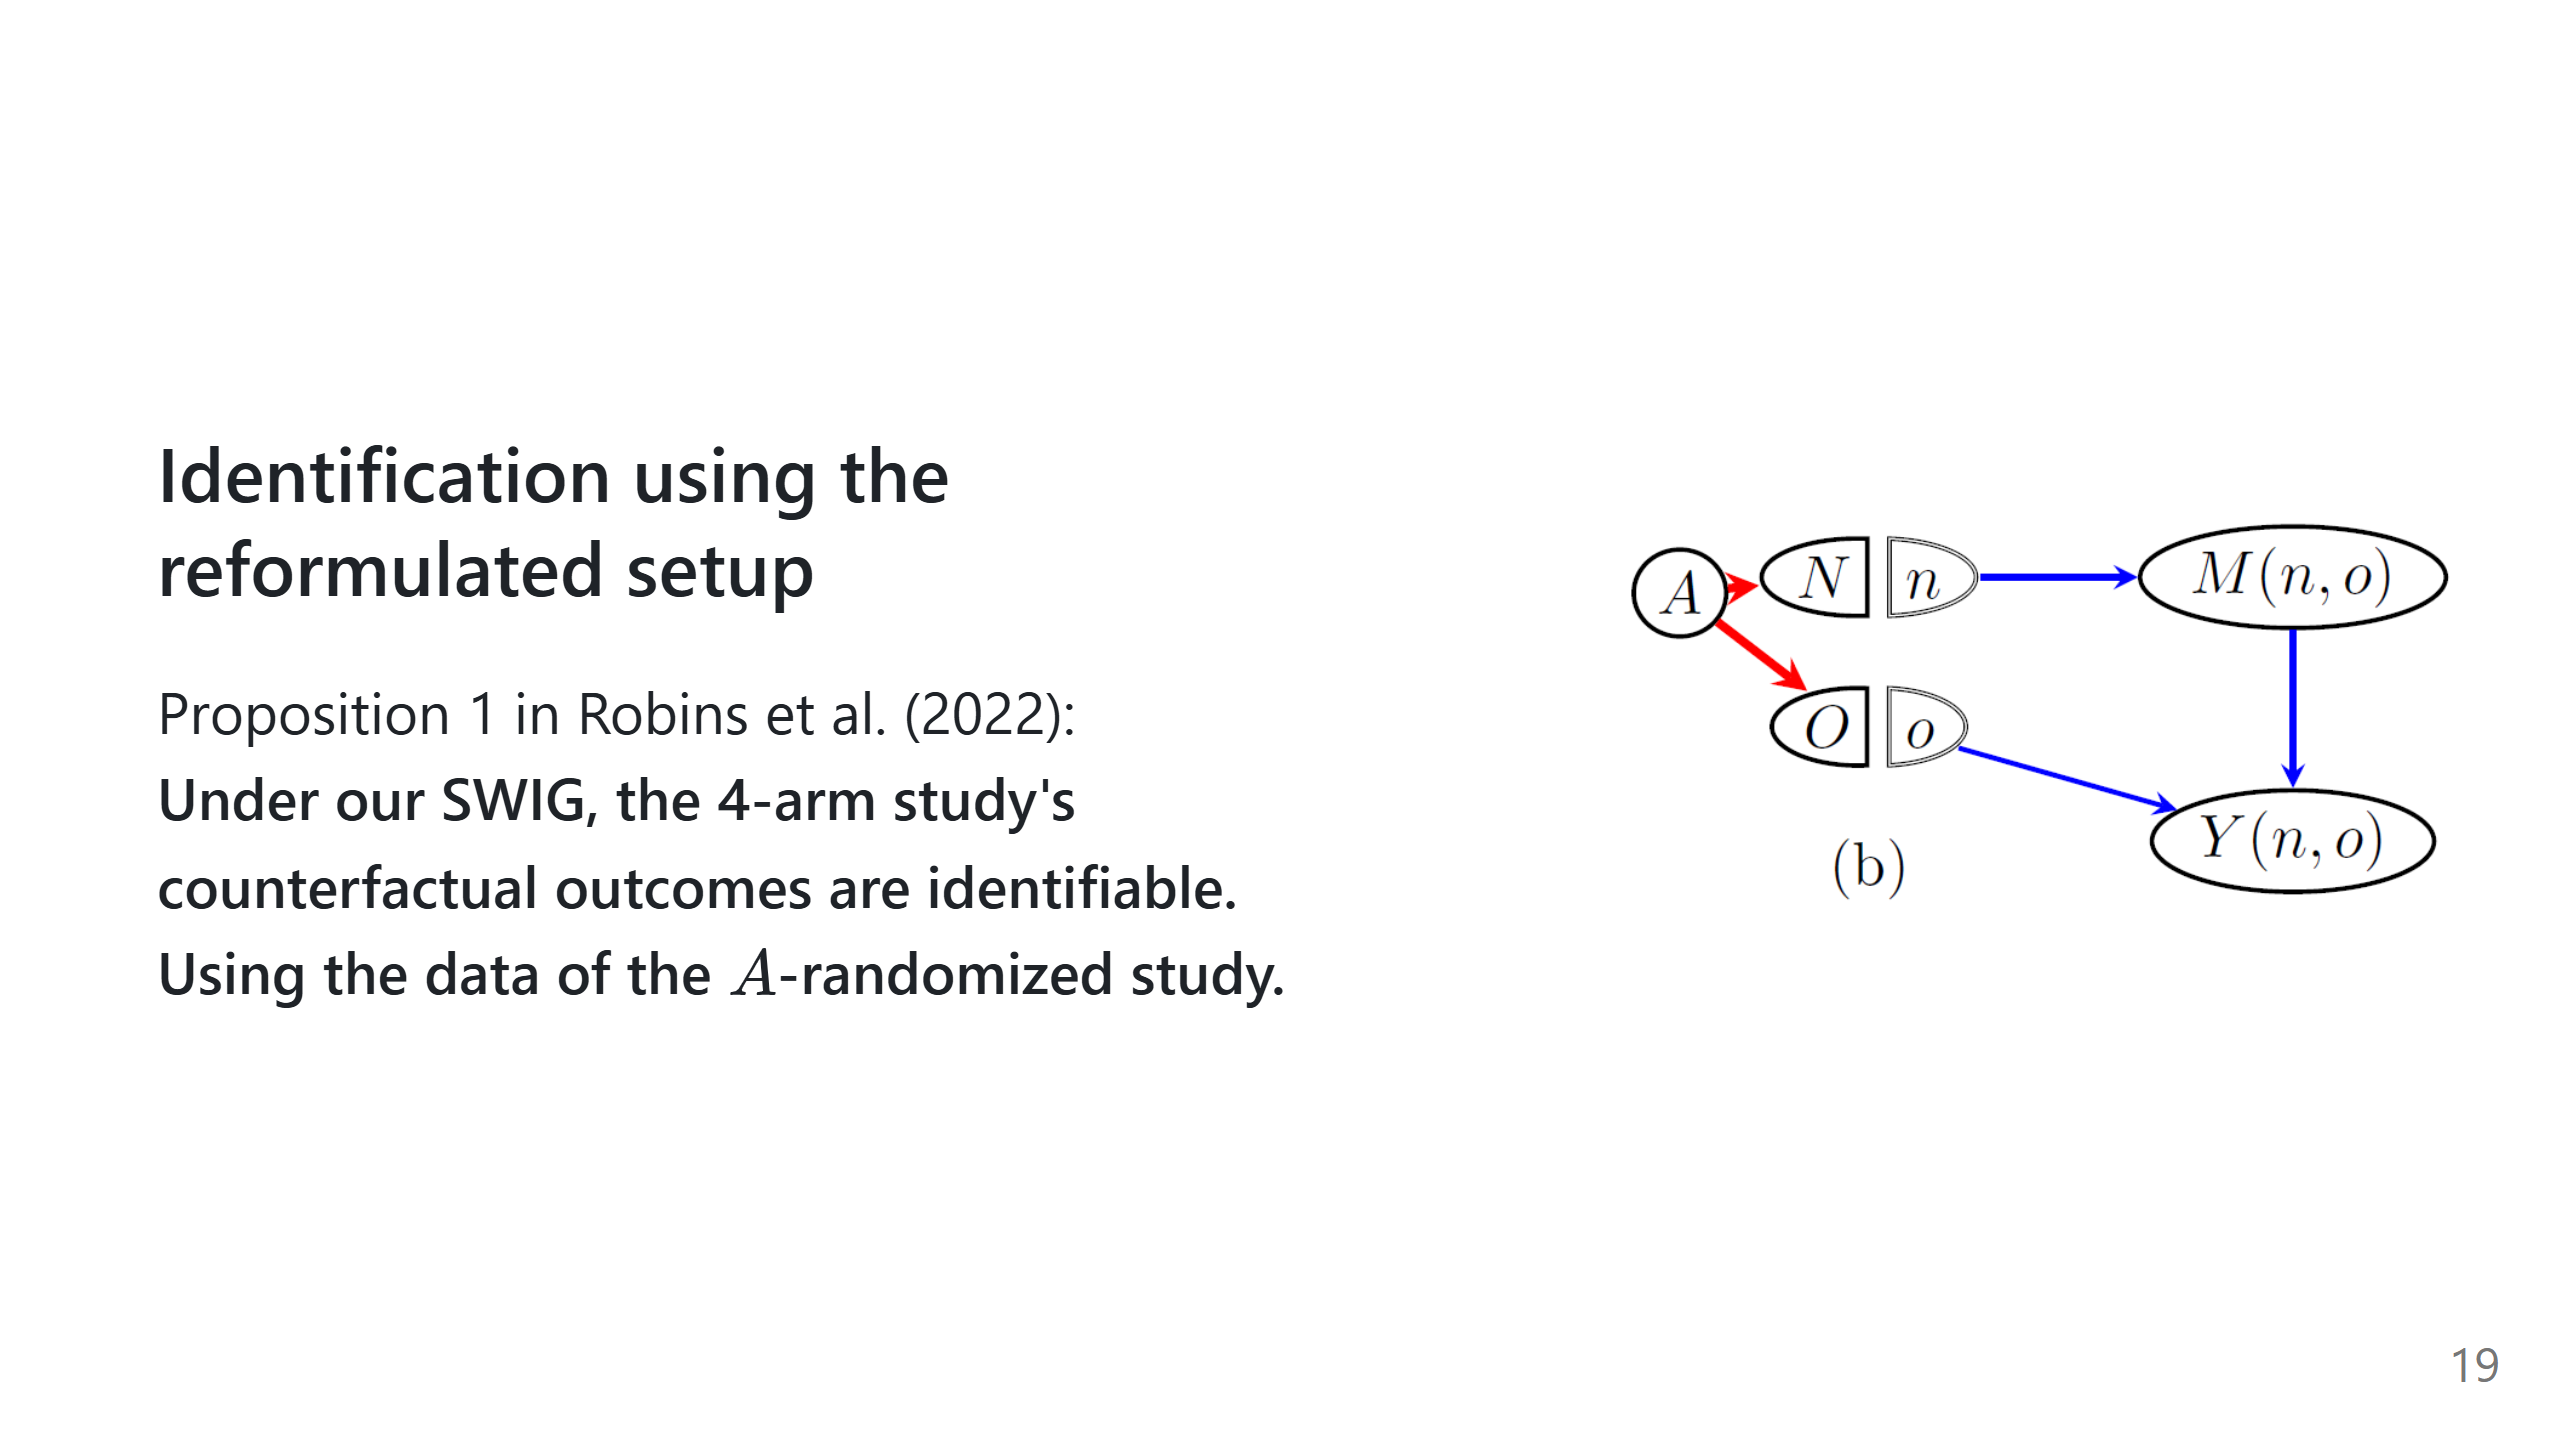 Identification using the
reformulated setup
Proposition 1 in Robins et al. (2022):
Under our SWIG, the 4-arm study's
counterfactual outcomes are identifiable.
Using the data of the A-randomized study.
A
N
n
M(n, o)
O
o
Y(n, o)
(b)
19